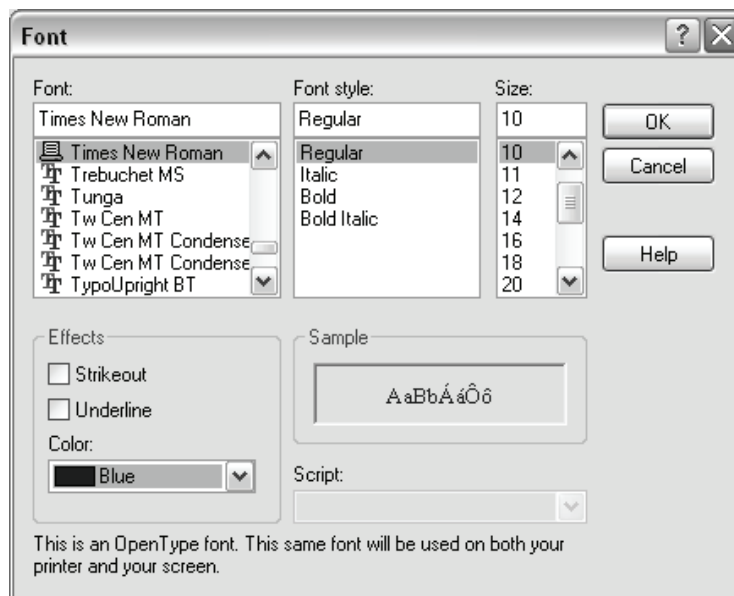 Font
Font:
Times New Roman
Times New Roman
Trebuchet MS
Tunga
Tw Cen MT
Tw Cen MT Condense
Tw Cen MT Condense
TypoUpright BT
Font style:
Regular
Regular
Italic
Bold
Bold Italic
Size:
10
10
11
12
14
16
18
20
OK
Cancel
Help
Effects
Strikeout
Underline
Color:
Blue
Sample
AaBbÁáÔô
Script:
This is an OpenType font. This same font will be used on both your
printer and your screen.